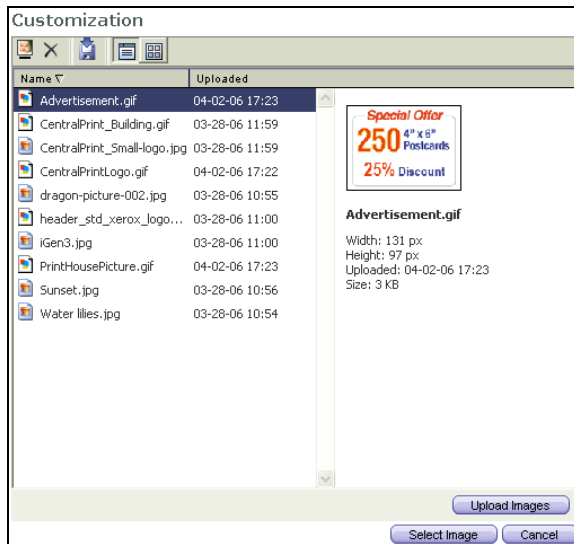 Customization
Name Uploaded
Advertisement.gif 04-02-06 17:23
CentralPrint_Building.gif 03-28-06 11:59
CentralPrint_Small-logo.jpg 03-28-06 11:59
CentralPrintLogo.gif 04-02-06 17:22
dragon-picture-002.jpg 03-28-06 10:55
header_std_xerox_logo... 03-28-06 11:00
iGen3.jpg 03-28-06 11:00
PrintHousePicture.gif 04-02-06 17:23
Sunset.jpg 03-28-06 10:56
Water lilies.jpg 03-28-06 10:54
Special Offer
250 4" x 6"
Postcards
25% Discount
Advertisement.gif
Width: 131 px
Height: 97 px
Uploaded: 04-02-06 17:23
Size: 3 KB
Upload Images
Select Image Cancel